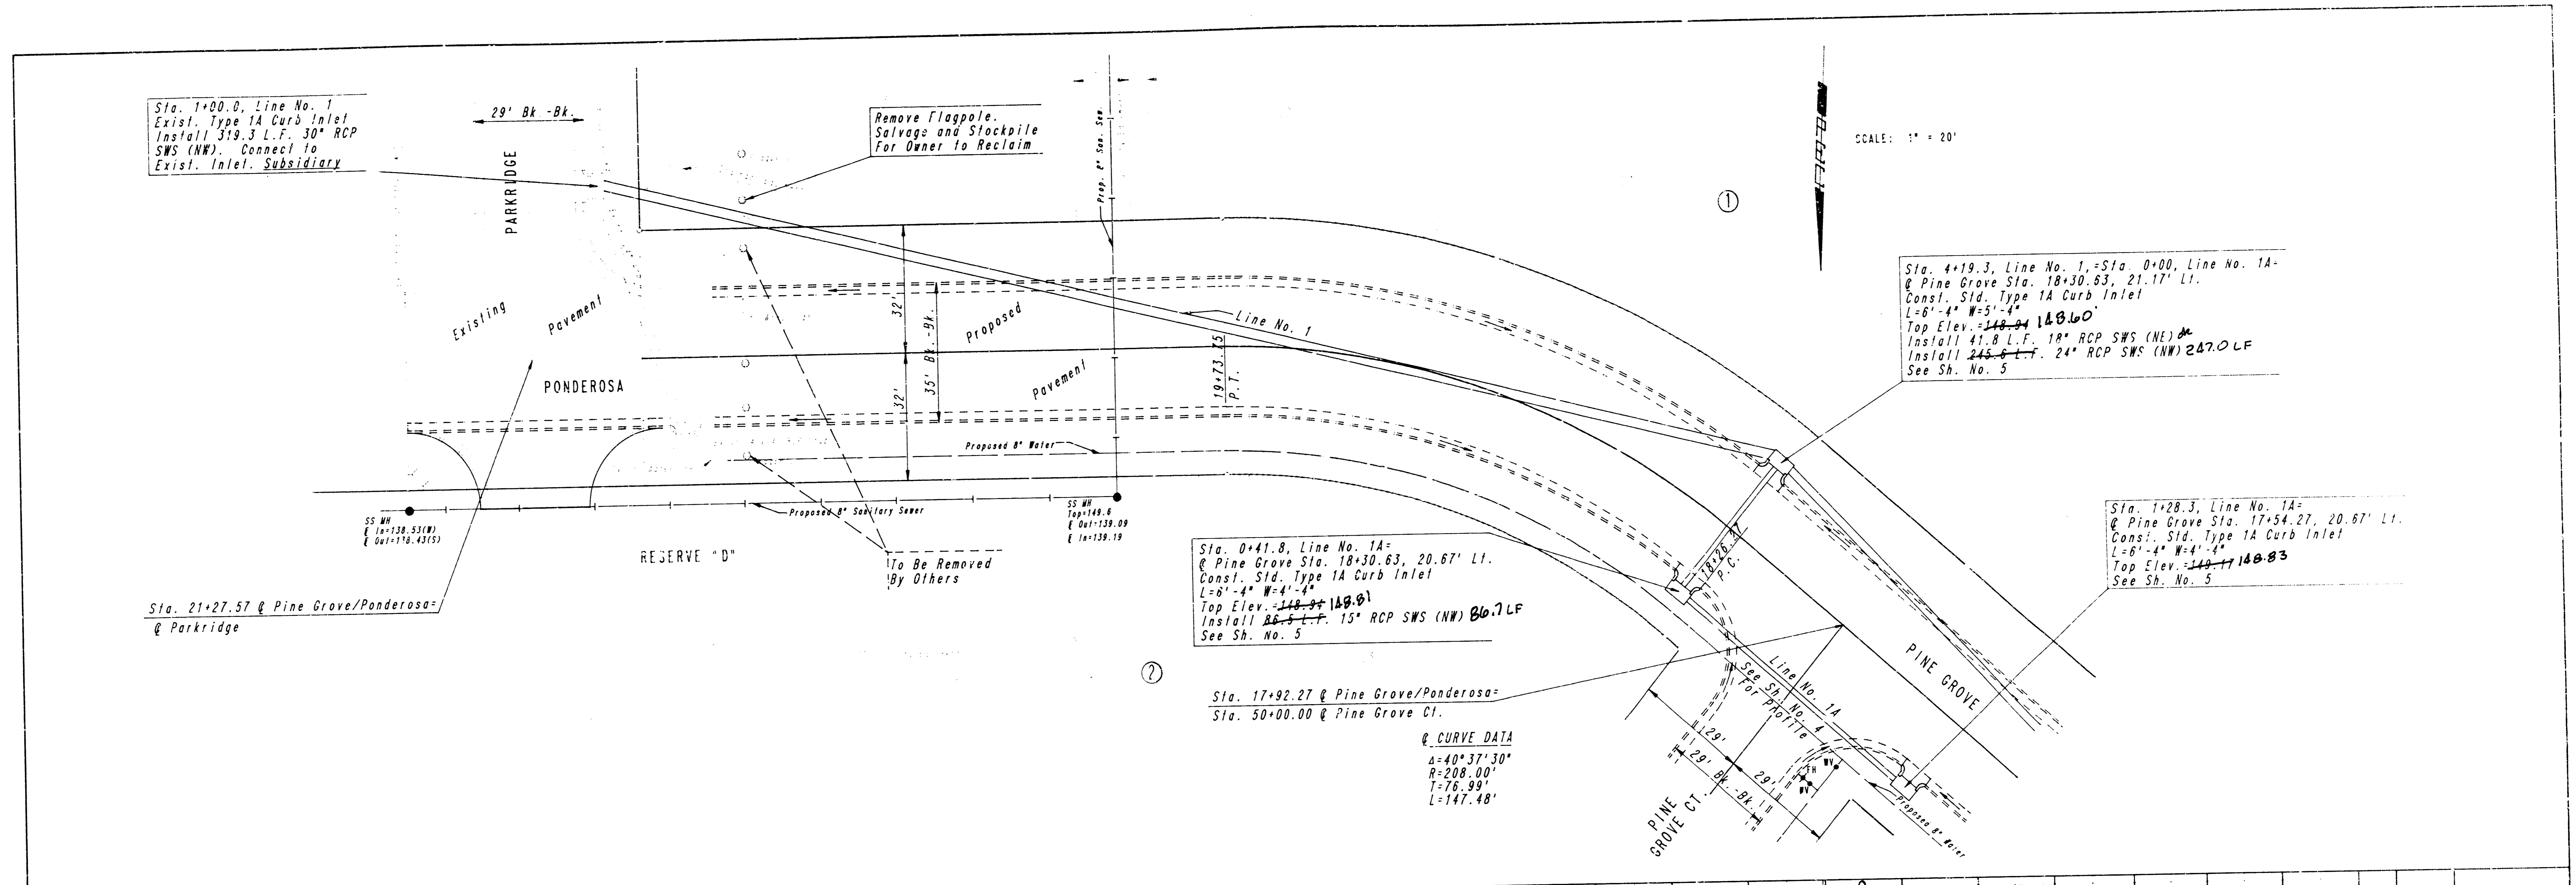 Sta. 1+00.0, Line No. 1
Exist. Type 1A Curb Inlet
Install 319.3 L.F. 30" RCP
SWS (NW). Connect to
Exist. Inlet. Subsidiary
29' Bk.-Bk.
PARKRIDGE
Remove Flagpole.
Salvage and Stockpile
For Owner to Reclaim
Prop. 8" San. Sew.
SCALE: 1" = 20'
1
Existing
Pavement
PONDEROSA
32'
32'
35' Bk.-Bk.
Proposed
Pavement
Line No. 1
19+73.75
P.T.
Sta. 4+19.3, Line No. 1,=Sta. 0+00, Line No. 1A=
℄ Pine Grove Sta. 18+30.63, 21.17' Lt.
Const. Std. Type 1A Curb Inlet
L=6'-4" W=5'-4"
Top Elev.=148.94 148.60'
Install 41.8 L.F. 18" RCP SWS (NE)
Install 245.6 L.F. 24" RCP SWS (NW) 247.0 LF
See Sh. No. 5
Proposed 8" Water
Proposed 8" Sanitary Sewer
SS MH
℄ In=138.53(W)
℄ Out=138.43(S)
SS MH
Top=149.6
℄ Out=139.09
℄ In=139.19
RESERVE "D"
To Be Removed
By Others
Sta. 21+27.57 ℄ Pine Grove/Ponderosa=
℄ Parkridge
Sta. 0+41.8, Line No. 1A=
℄ Pine Grove Sta. 18+30.63, 20.67' Lt.
Const. Std. Type 1A Curb Inlet
L=6'-4" W=4'-4"
Top Elev.=148.94 148.81
Install 86.5 L.F. 15" RCP SWS (NW) 86.7 LF
See Sh. No. 5
18+26.27
P.C.
Sta. 1+28.3, Line No. 1A=
℄ Pine Grove Sta. 17+54.27, 20.67' Lt.
Const. Std. Type 1A Curb Inlet
L=6'-4" W=4'-4"
Top Elev.=149.17 148.83
See Sh. No. 5
2
Sta. 17+92.27 ℄ Pine Grove/Ponderosa=
Sta. 50+00.00 ℄ Pine Grove Ct.
℄ CURVE DATA
Δ=40°37'30"
R=208.00'
T=76.99'
L=147.48'
Line No. 1A
See Sh. No. 4
For Profile
PINE GROVE
29'
29'
29' Bk.-Bk.
FH
WV
WV
PINE
GROVE CT.
Proposed 8" Water